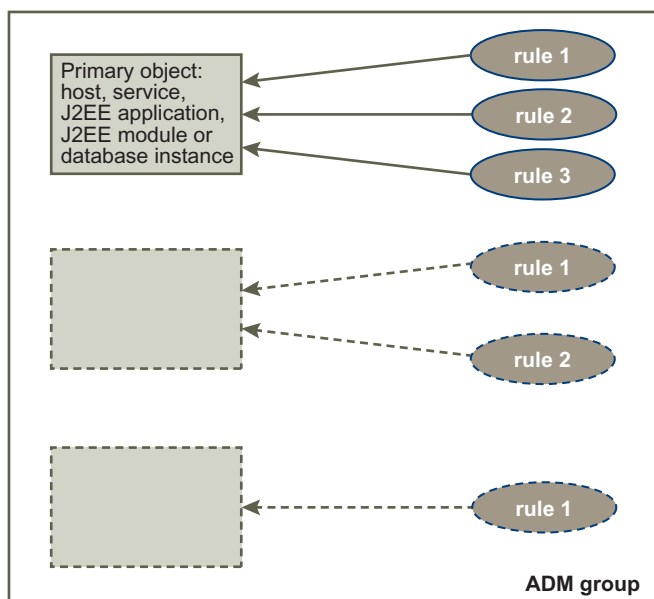 Primary object:
host, service,
J2EE application,
J2EE module or
database instance
rule 1
rule 2
rule 3
rule 1
rule 2
rule 1
ADM group